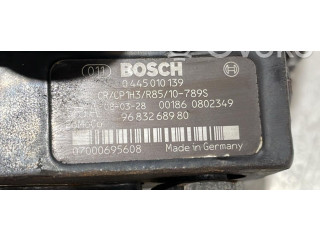 011 BOSCH
0 445 010 139
CR/CP1H3/R85/10-789S
-03-28 00186 0802349
96 832 689 80
07000695608 Made in Germany